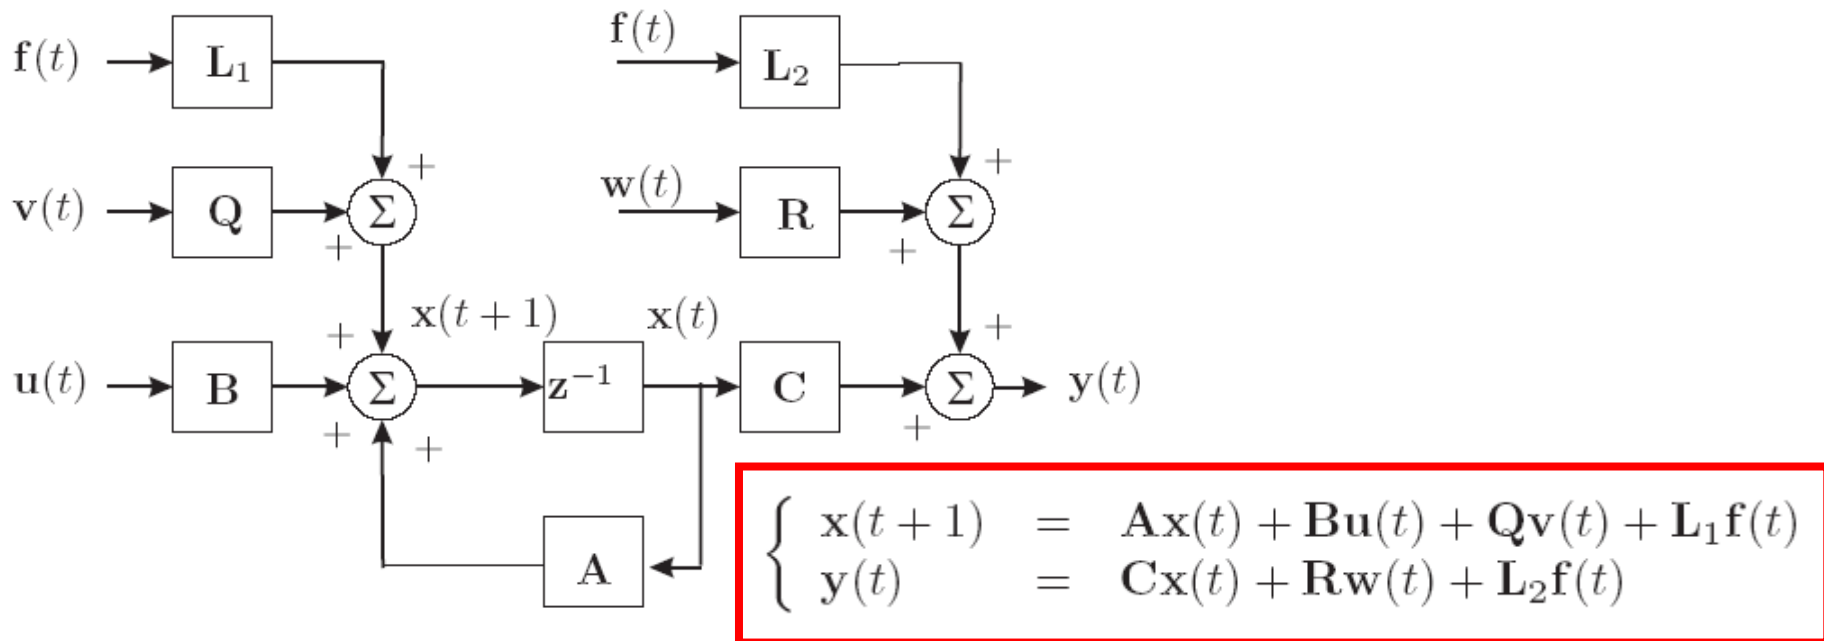 f(t) L₁ f(t) L₂
+ +
v(t) Q Σ w(t) R Σ
+ +
+ x(t + 1) x(t) +
u(t) B Σ z⁻¹ C Σ y(t)
+ + +
A
x(t + 1) = Ax(t) + Bu(t) + Qv(t) + L₁f(t)
y(t) = Cx(t) + Rw(t) + L₂f(t)